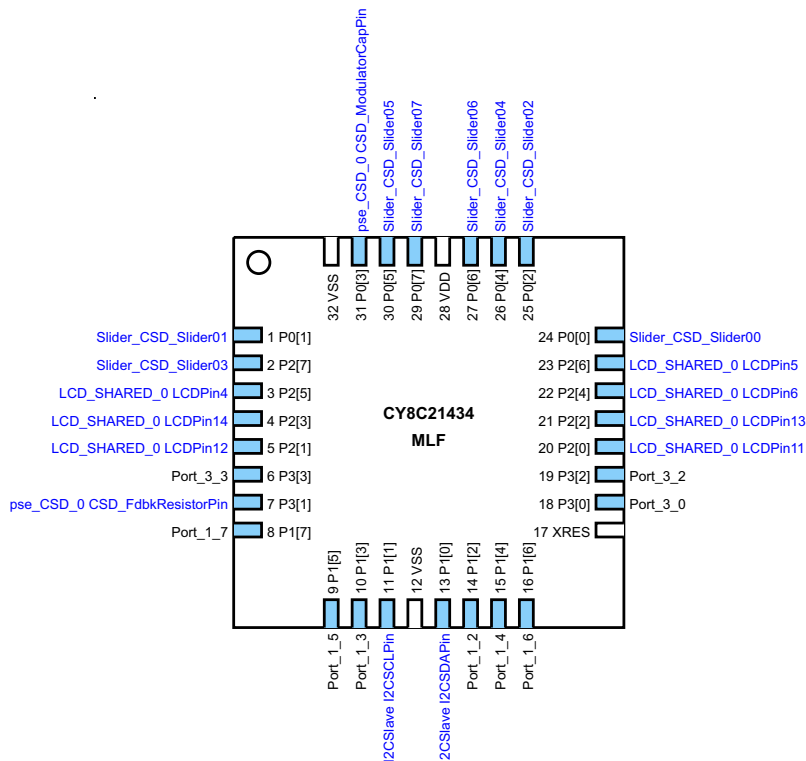 pse_CSD_0 CSD_ModulatorCapPin
Slider_CSD_Slider05
Slider_CSD_Slider07
Slider_CSD_Slider06
Slider_CSD_Slider04
Slider_CSD_Slider02
32 VSS
31 P0[3]
30 P0[5]
29 P0[7]
28 VDD
27 P0[6]
26 P0[4]
25 P0[2]
Slider_CSD_Slider01 1 P0[1]
Slider_CSD_Slider03 2 P2[7]
LCD_SHARED_0 LCDPin4 3 P2[5]
LCD_SHARED_0 LCDPin14 4 P2[3]
LCD_SHARED_0 LCDPin12 5 P2[1]
Port_3_3 6 P3[3]
pse_CSD_0 CSD_FdbkResistorPin 7 P3[1]
Port_1_7 8 P1[7]
CY8C21434
MLF
24 P0[0] Slider_CSD_Slider00
23 P2[6] LCD_SHARED_0 LCDPin5
22 P2[4] LCD_SHARED_0 LCDPin6
21 P2[2] LCD_SHARED_0 LCDPin13
20 P2[0] LCD_SHARED_0 LCDPin11
19 P3[2] Port_3_2
18 P3[0] Port_3_0
17 XRES
9 P1[5]
10 P1[3]
11 P1[1]
12 VSS
13 P1[0]
14 P1[2]
15 P1[4]
16 P1[6]
Port_1_5
Port_1_3
I2CSlave I2CSCLPin
2CSlave I2CSDAPin
Port_1_2
Port_1_4
Port_1_6